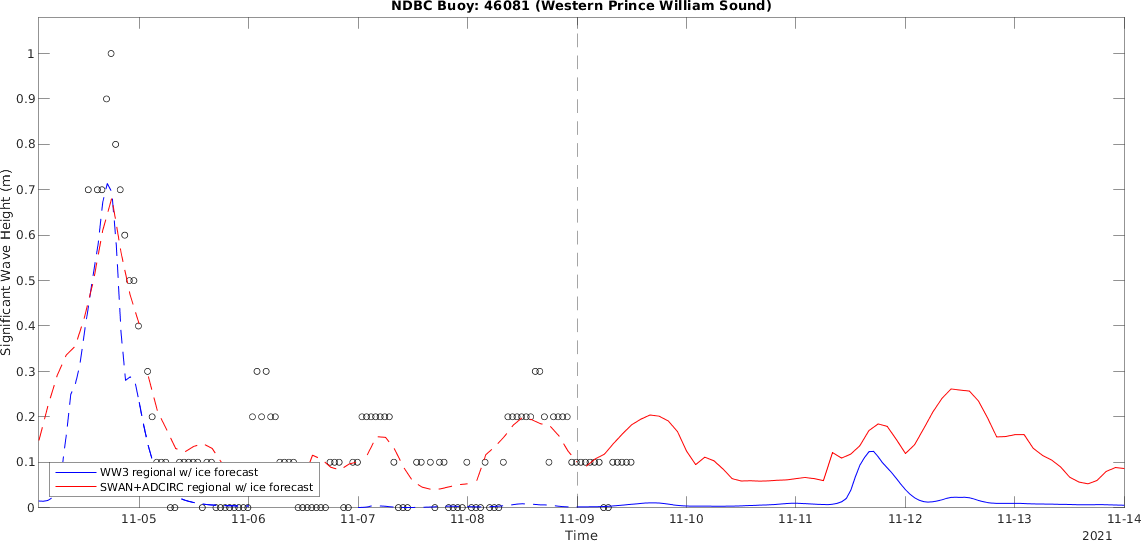 NDBC Buoy: 46081 (Western Prince William Sound)
Significant Wave Height (m)
1
0.9
0.8
0.7
0.6
0.5
0.4
0.3
0.2
0.1
0
WW3 regional w/ ice forecast
SWAN+ADCIRC regional w/ ice forecast
11-05 11-06 11-07 11-08 11-09 11-10 11-11 11-12 11-13 11-14
Time
2021